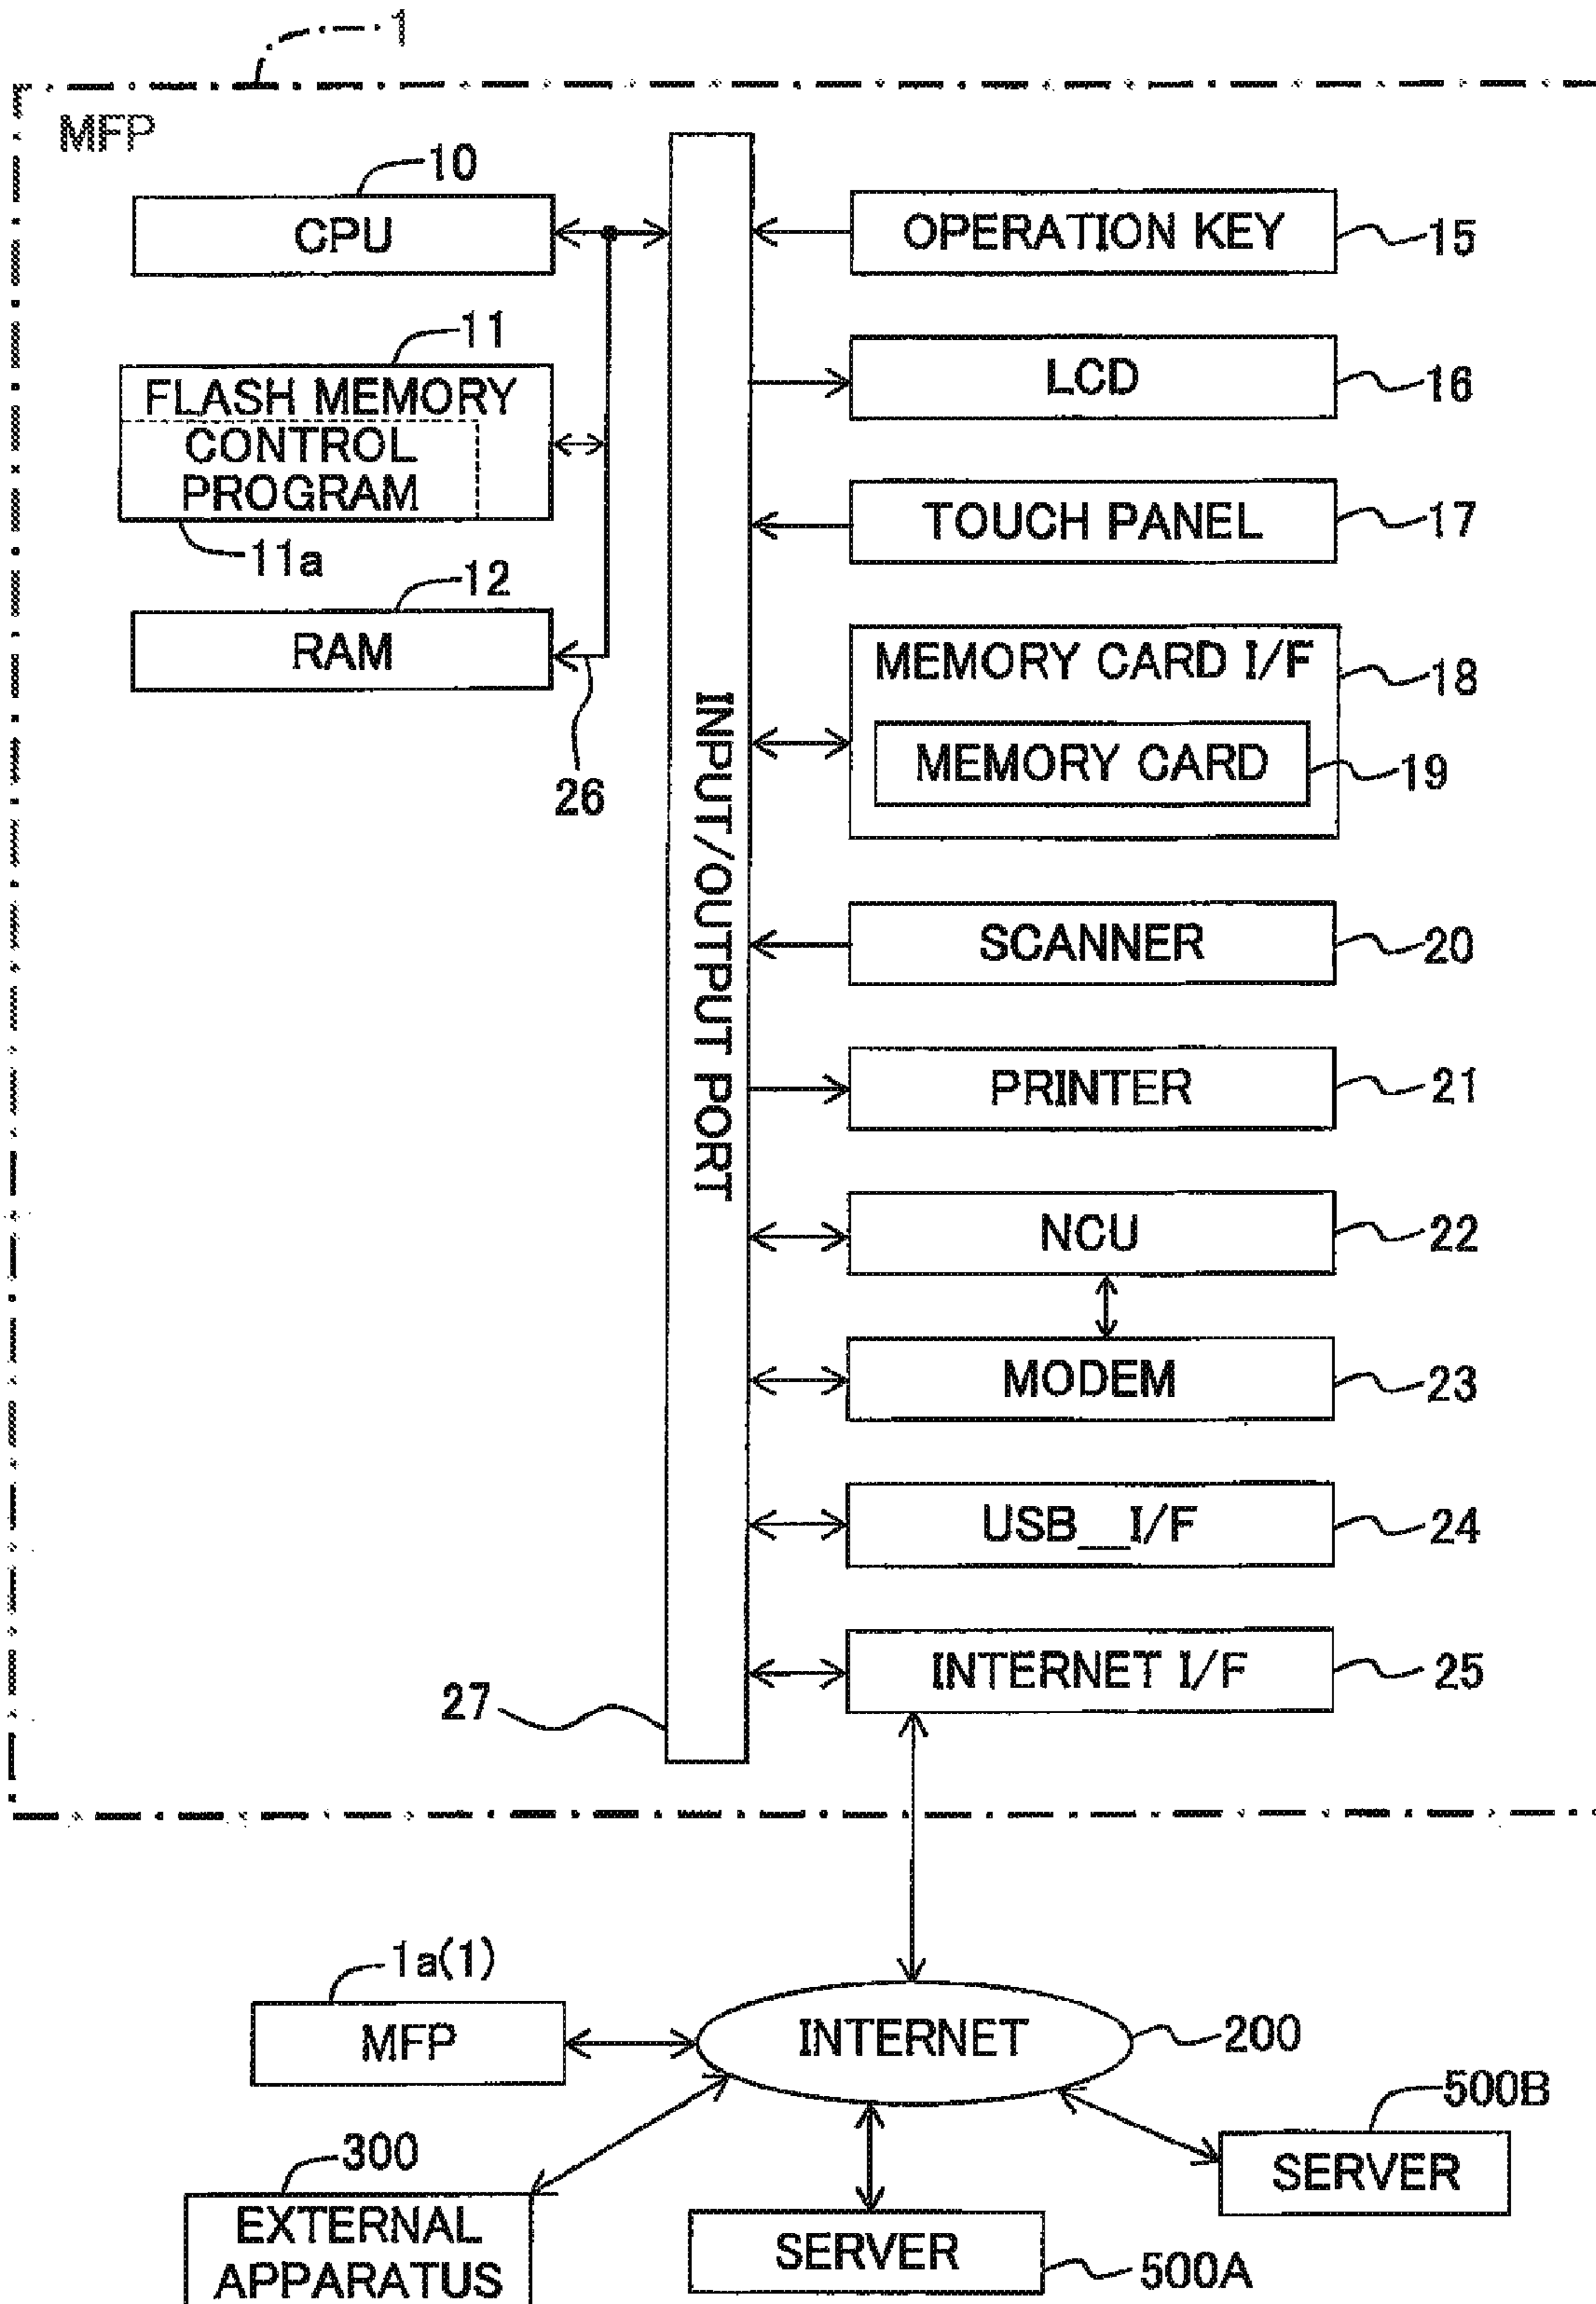 1
MFP
10
CPU
11
FLASH MEMORY
CONTROL
PROGRAM
11a
12
RAM
26
INPUT/OUTPUT PORT
27
OPERATION KEY
15
LCD
16
TOUCH PANEL
17
MEMORY CARD I/F
18
MEMORY CARD
19
SCANNER
20
PRINTER
21
NCU
22
MODEM
23
USB_I/F
24
INTERNET I/F
25
1a(1)
MFP
INTERNET
200
500B
SERVER
300
EXTERNAL
APPARATUS
SERVER
500A